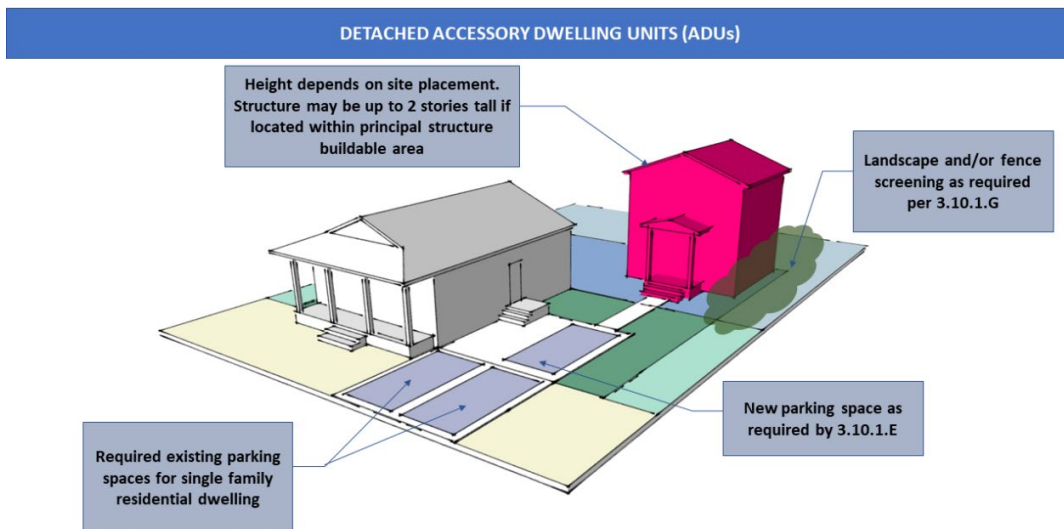 DETACHED ACCESSORY DWELLING UNITS (ADUs)
Height depends on site placement.
Structure may be up to 2 stories tall if
located within principal structure
buildable area
Landscape and/or fence
screening as required
per 3.10.1.G
New parking space as
required by 3.10.1.E
Required existing parking
spaces for single family
residential dwelling